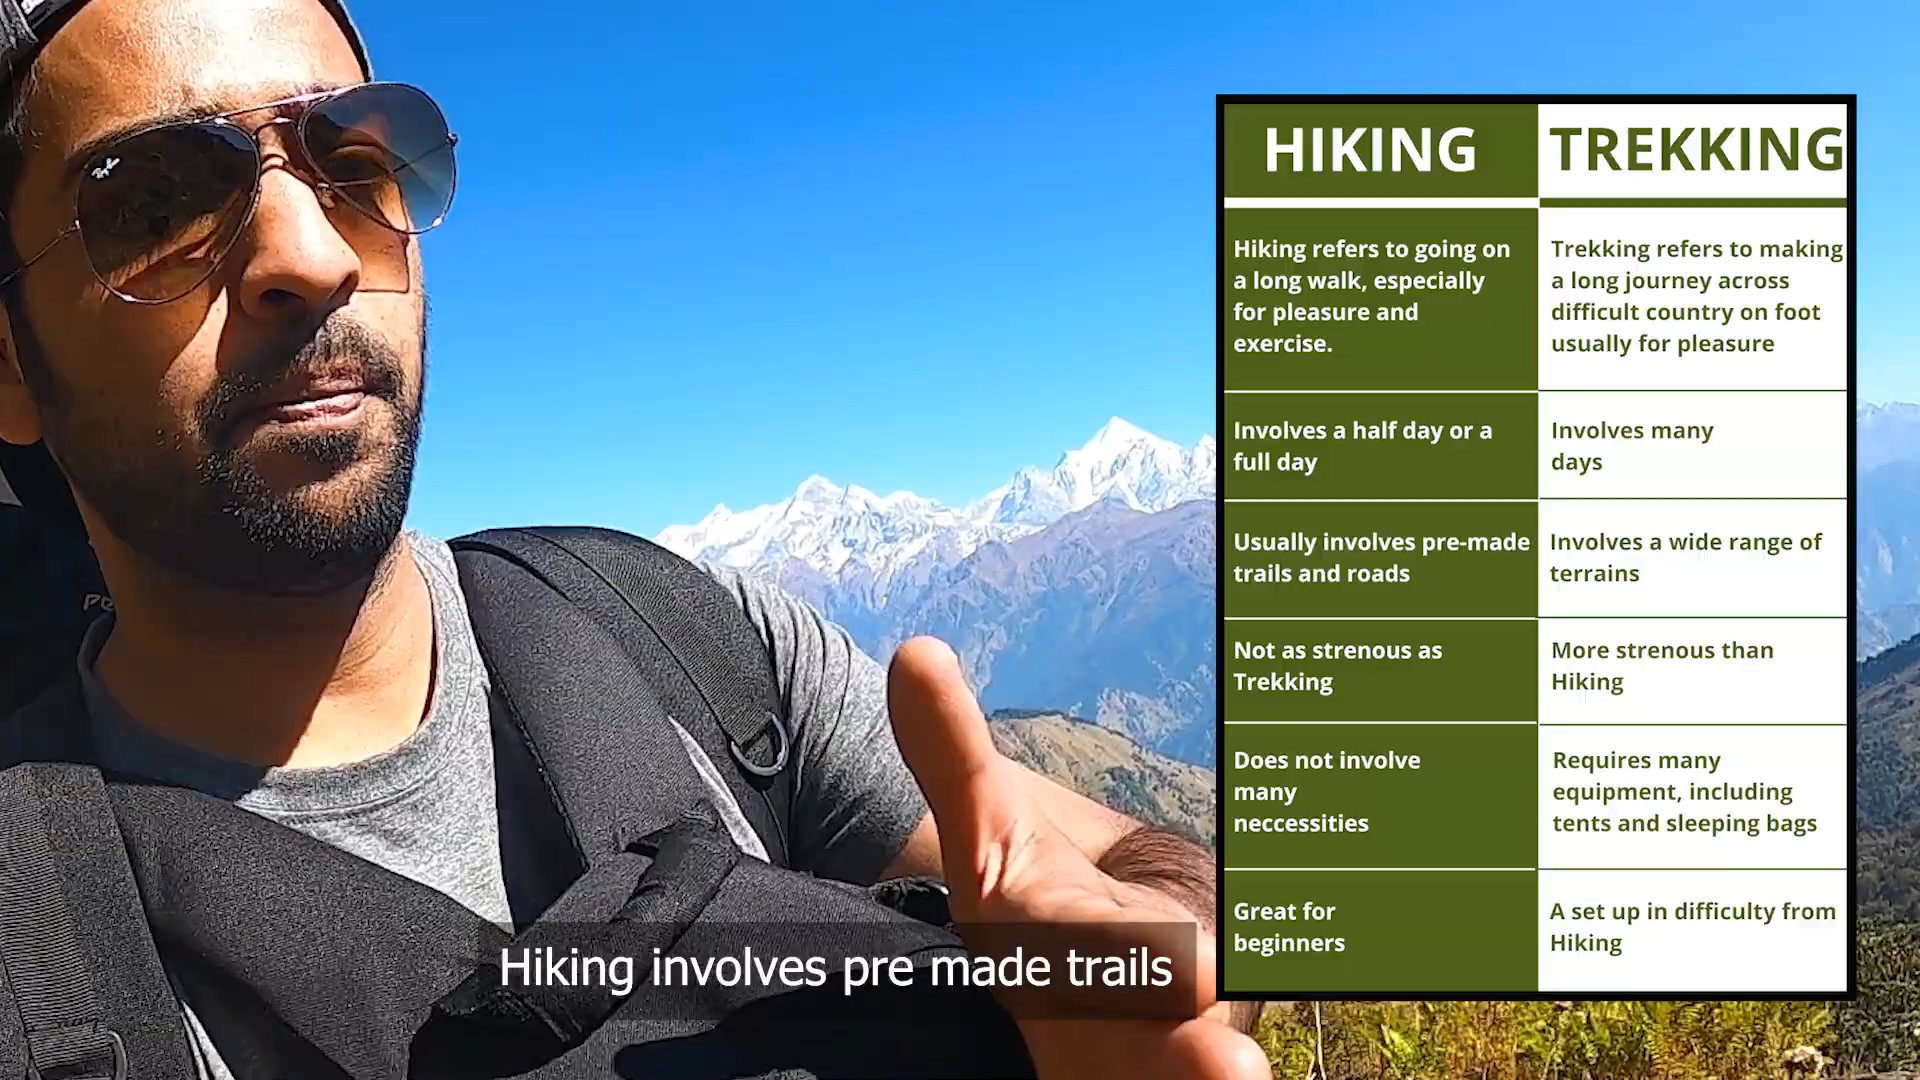 Ray-Ban
HIKING
TREKKING
Hiking refers to going on
a long walk, especially
for pleasure and
exercise.
Trekking refers to making
a long journey across
difficult country on foot
usually for pleasure
Involves a half day or a
full day
Involves many
days
Usually involves pre-made
trails and roads
Involves a wide range of
terrains
Not as strenous as
Trekking
More strenous than
Hiking
Does not involve
many
neccessities
Requires many
equipment, including
tents and sleeping bags
Great for
beginners
A set up in difficulty from
Hiking
Hiking involves pre made trails